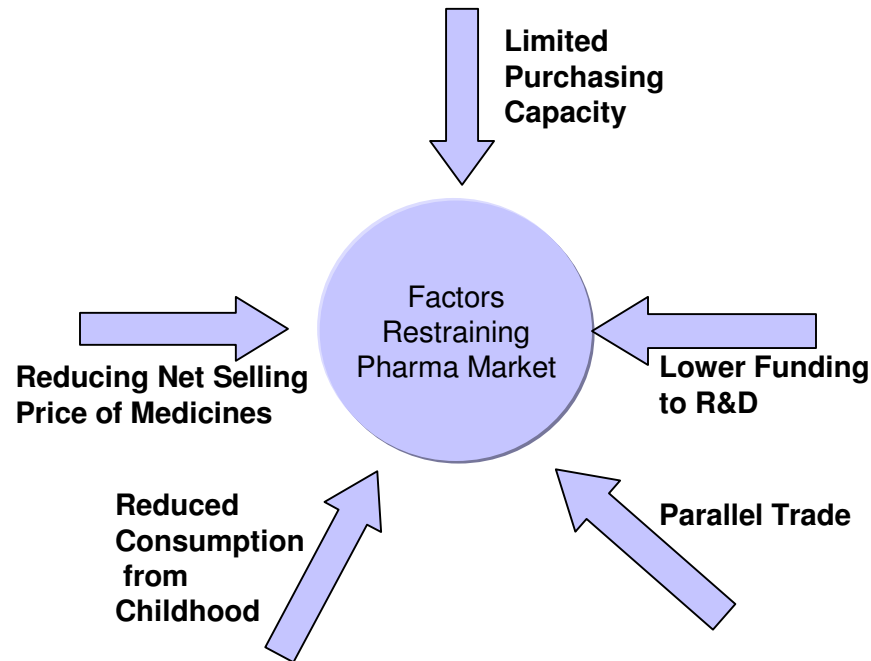 Limited
Purchasing
Capacity
Factors
Restraining
Pharma Market
Reducing Net Selling
Price of Medicines
Lower Funding
to R&D
Reduced
Consumption
from
Childhood
Parallel Trade